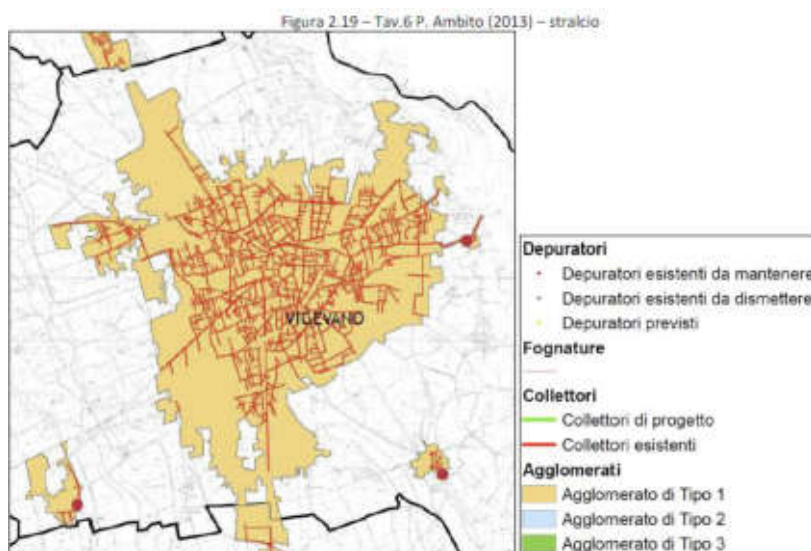 Figura 2.19 – Tav.6 P. Ambito (2013) – stralcio
VIGEVANO
Depuratori
Depuratori esistenti da mantenere
Depuratori esistenti da dismettere
Depuratori previsti
Fognature
Collettori
Collettori di progetto
Collettori esistenti
Agglomerati
Agglomerato di Tipo 1
Agglomerato di Tipo 2
Agglomerato di Tipo 3